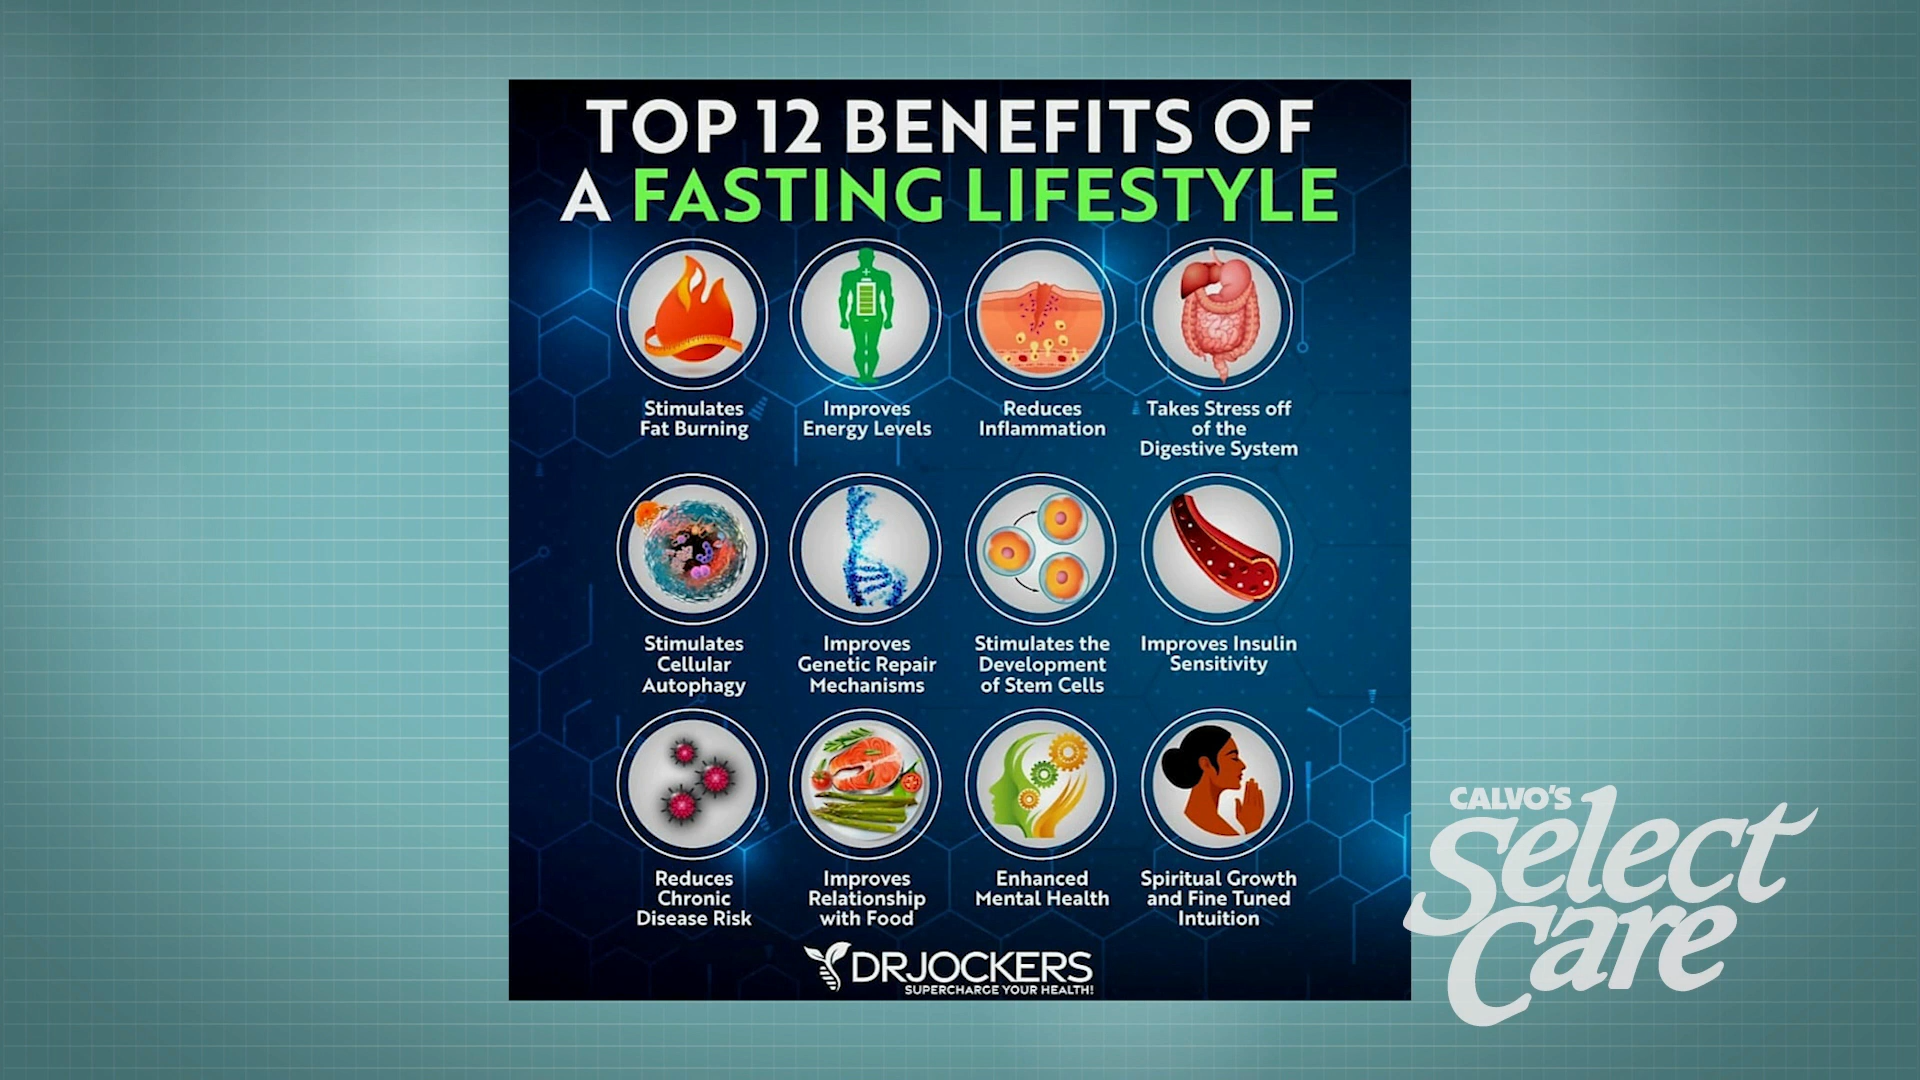 TOP 12 BENEFITS OF
A FASTING LIFESTYLE
Stimulates
Fat Burning
Improves
Energy Levels
Reduces
Inflammation
Takes Stress off
of the
Digestive System
Stimulates
Cellular
Autophagy
Improves
Genetic Repair
Mechanisms
Stimulates the
Development
of Stem Cells
Improves Insulin
Sensitivity
Reduces
Chronic
Disease Risk
Improves
Relationship
with Food
Enhanced
Mental Health
Spiritual Growth
and Fine Tuned
Intuition
DRJOCKERS
SUPERCHARGE YOUR HEALTH!
CALVO'S
Select
Care